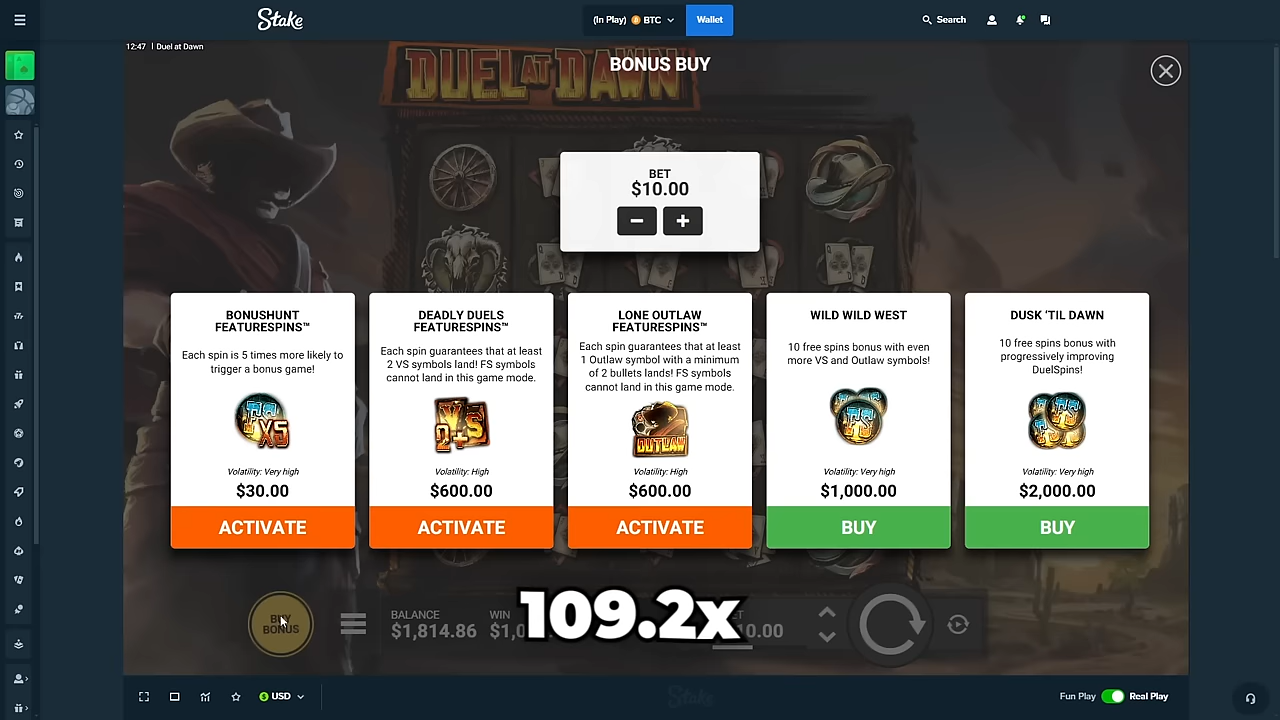 Stake
(In Play) BTC
Wallet
Search
12:47 | Duel at Dawn
DUEL AT DAWN
BONUS BUY
BET
$10.00
BONUSHUNT
FEATURESPINS™
Each spin is 5 times more likely to
trigger a bonus game!
FS X5
Volatility: Very high
$30.00
ACTIVATE
DEADLY DUELS
FEATURESPINS™
Each spin guarantees that at least
2 VS symbols land! FS symbols
cannot land in this game mode.
VS
2+
Volatility: High
$600.00
ACTIVATE
LONE OUTLAW
FEATURESPINS™
Each spin guarantees that at least
1 Outlaw symbol with a minimum
of 2 bullets lands! FS symbols
cannot land in this game mode.
OUTLAW
Volatility: High
$600.00
ACTIVATE
WILD WILD WEST
10 free spins bonus with even
more VS and Outlaw symbols!
FS
Volatility: Very high
$1,000.00
BUY
DUSK ‘TIL DAWN
10 free spins bonus with
progressively improving
DuelSpins!
FS
Volatility: Very high
$2,000.00
BUY
BUY
BONUS
BALANCE
$1,814.86
WIN
109.2x
USD
Stake
Fun Play
Real Play